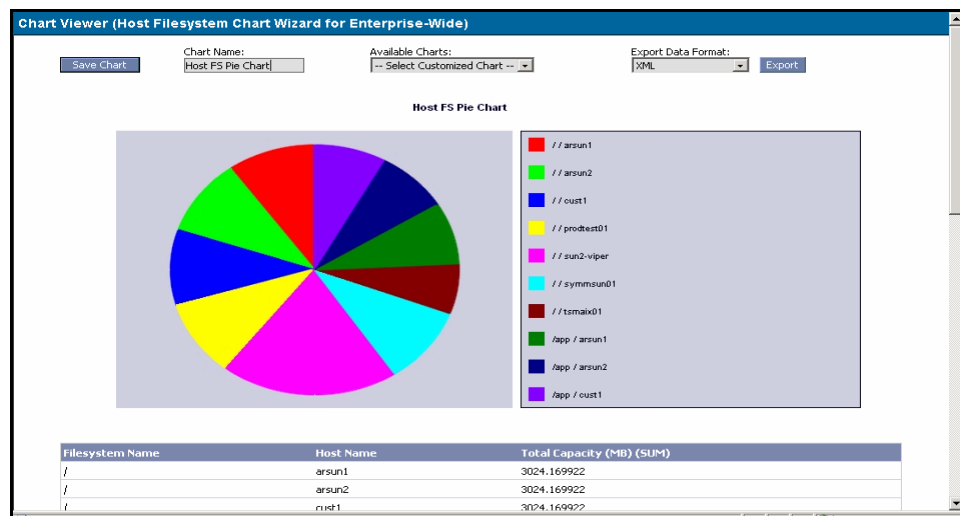 Chart Viewer (Host Filesystem Chart Wizard for Enterprise-Wide)
Chart Name: Available Charts: Export Data Format:
Save Chart Host FS Pie Chart -- Select Customized Chart -- XML Export
Host FS Pie Chart
/ / arsun1
/ / arsun2
/ / cust1
/ / prodtest01
/ / sun2-viper
/ / symmsun01
/ / tsmaix01
/app / arsun1
/app / arsun2
/app / cust1
Filesystem Name Host Name Total Capacity (MB) (SUM)
/ arsun1 3024.169922
/ arsun2 3024.169922
/ cust1 3024.169922